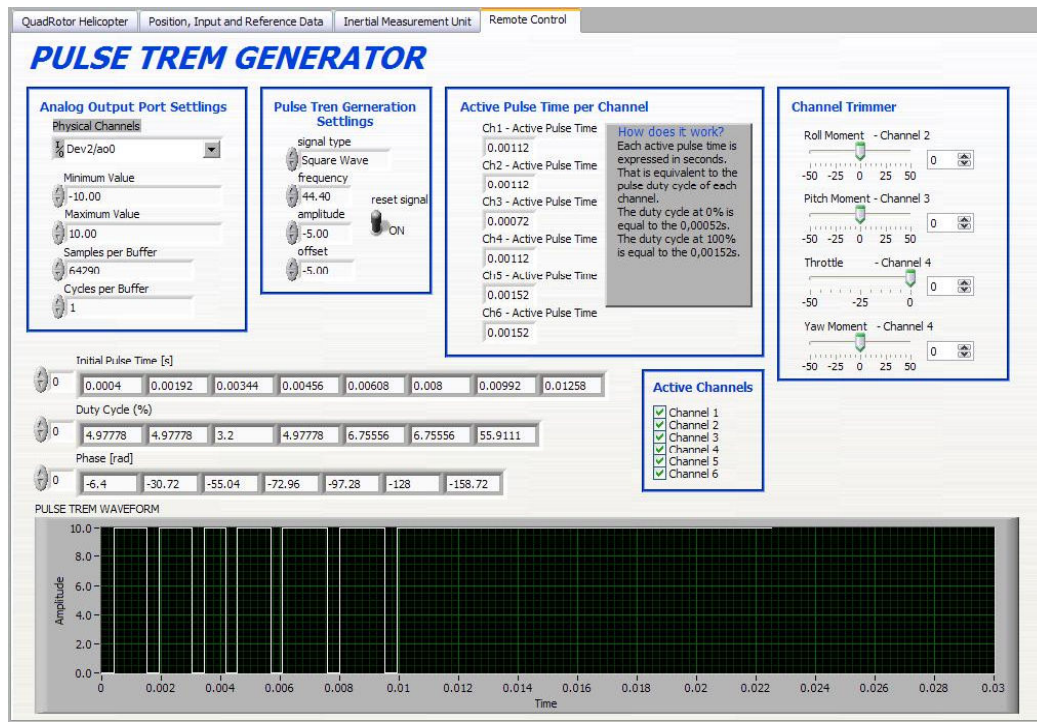 QuadRotor Helicopter
Position, Input and Reference Data
Inertial Measurement Unit
Remote Control
PULSE TREM GENERATOR
Analog Output Port Settlings
Physical Channels
Dev2/ao0
Minimum Value
-10.00
Maximum Value
10.00
Samples per Buffer
64290
Cycles per Buffer
1
Pulse Tren Gerneration
Settlings
signal type
Square Wave
frequency
44.40
amplitude
-5.00
offset
-5.00
reset signal
ON
Active Pulse Time per Channel
Ch1 - Active Pulse Time
0.00112
Ch2 - Active Pulse Time
0.00112
Ch3 - Active Pulse Time
0.00072
Ch4 - Active Pulse Time
0.00112
Ch5 - Active Pulse Time
0.00152
Ch6 - Active Pulse Time
0.00152
How does it work?
Each active pulse time is
expressed in seconds.
That is equivalent to the
pulse duty cycle of each
channel.
The duty cycle at 0% is
equal to the 0,00052s.
The duty cycle at 100%
is equal to the 0,00152s.
Channel Trimmer
Roll Moment - Channel 2
0
-50 -25 0 25 50
Pitch Moment - Channel 3
0
-50 -25 0 25 50
Throttle - Channel 4
0
-50 -25 0
Yaw Moment - Channel 4
0
-50 -25 0 25 50
Initial Pulse Time [s]
0 0.0004 0.00192 0.00344 0.00456 0.00608 0.008 0.00992 0.01258
Duty Cycle (%)
0 4.97778 4.97778 3.2 4.97778 6.75556 6.75556 55.9111
Phase [rad]
0 -6.4 -30.72 -55.04 -72.96 -97.28 -128 -158.72
Active Channels
Channel 1
Channel 2
Channel 3
Channel 4
Channel 5
Channel 6
PULSE TREM WAVEFORM
Amplitude
10.0
8.0
6.0
4.0
2.0
0.0
0 0.002 0.004 0.006 0.008 0.01 0.012 0.014 0.016 0.018 0.02 0.022 0.024 0.026 0.028 0.03
Time